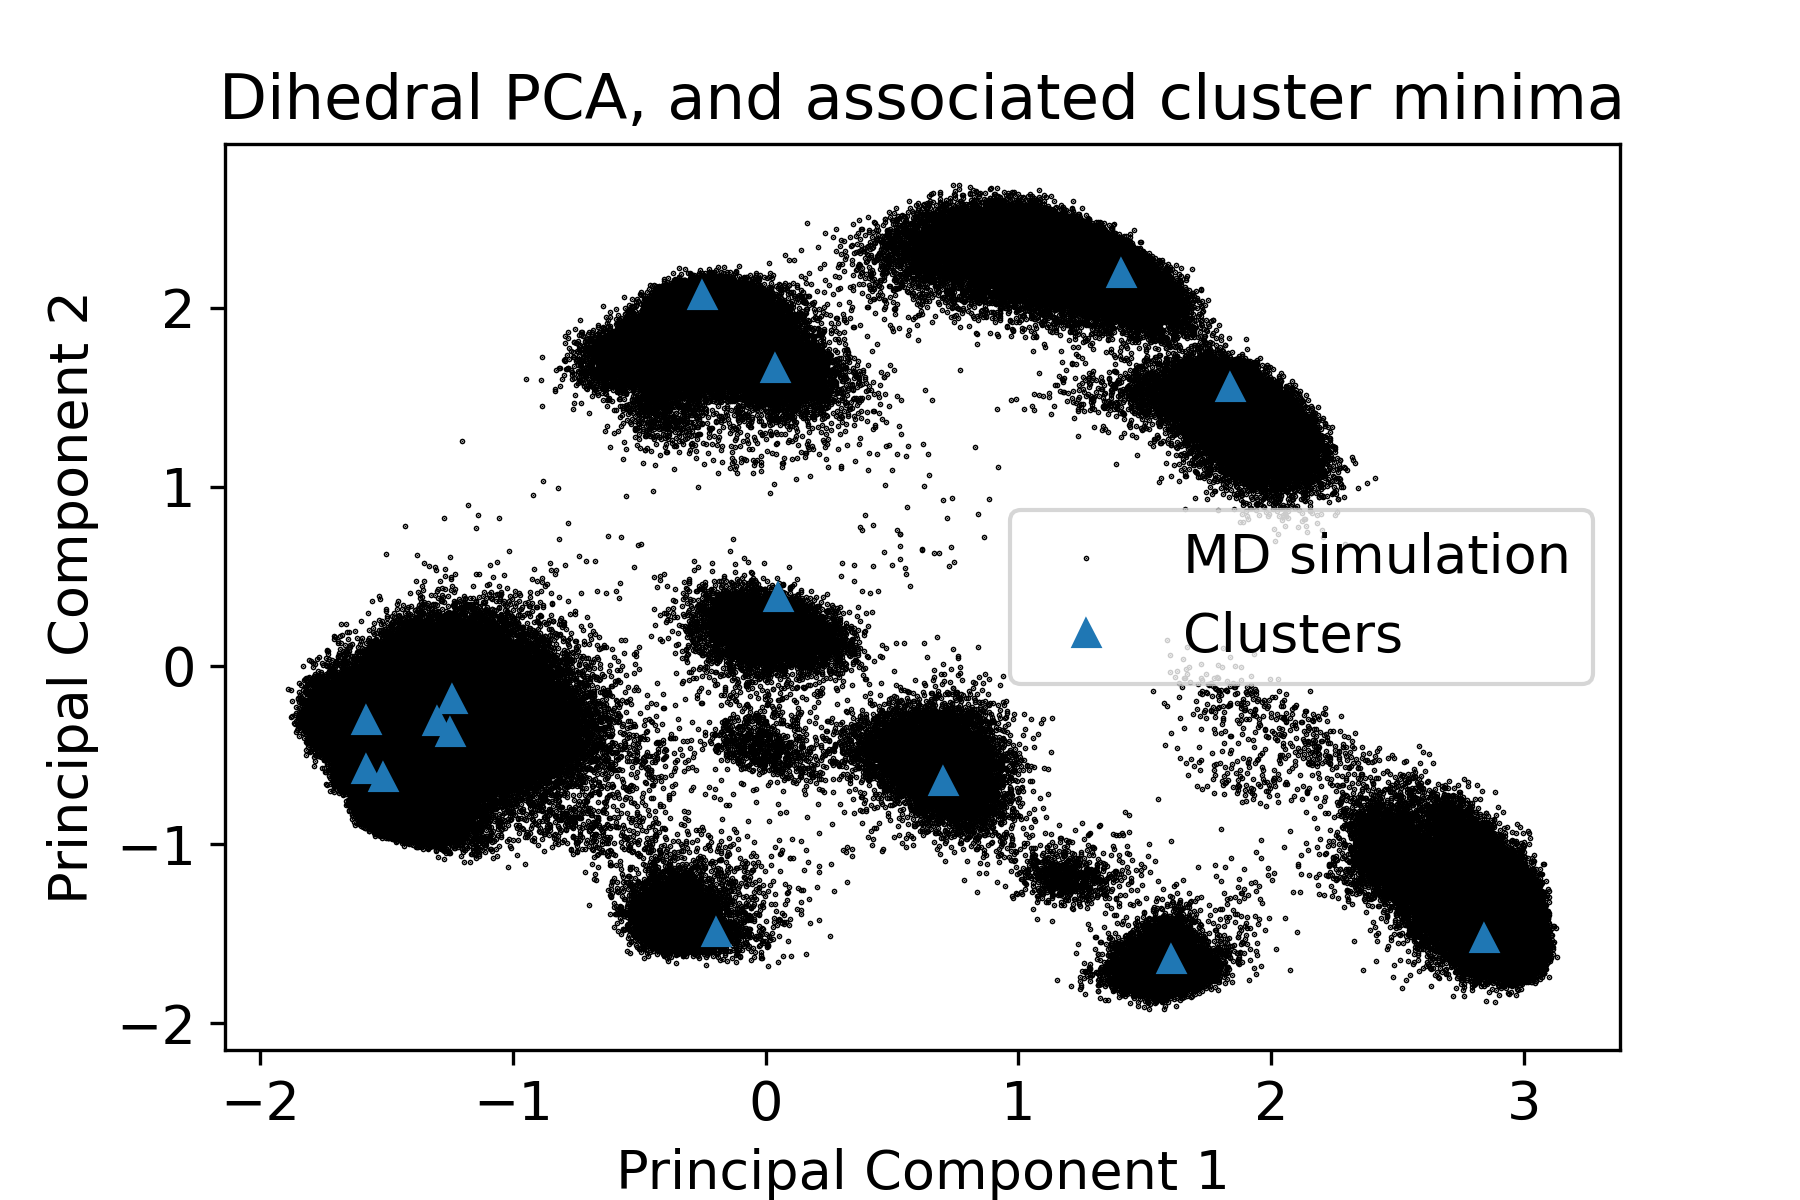 Dihedral PCA, and associated cluster minima
Principal Component 2
2
1
0
−1
−2
MD simulation
Clusters
−2 −1 0 1 2 3
Principal Component 1